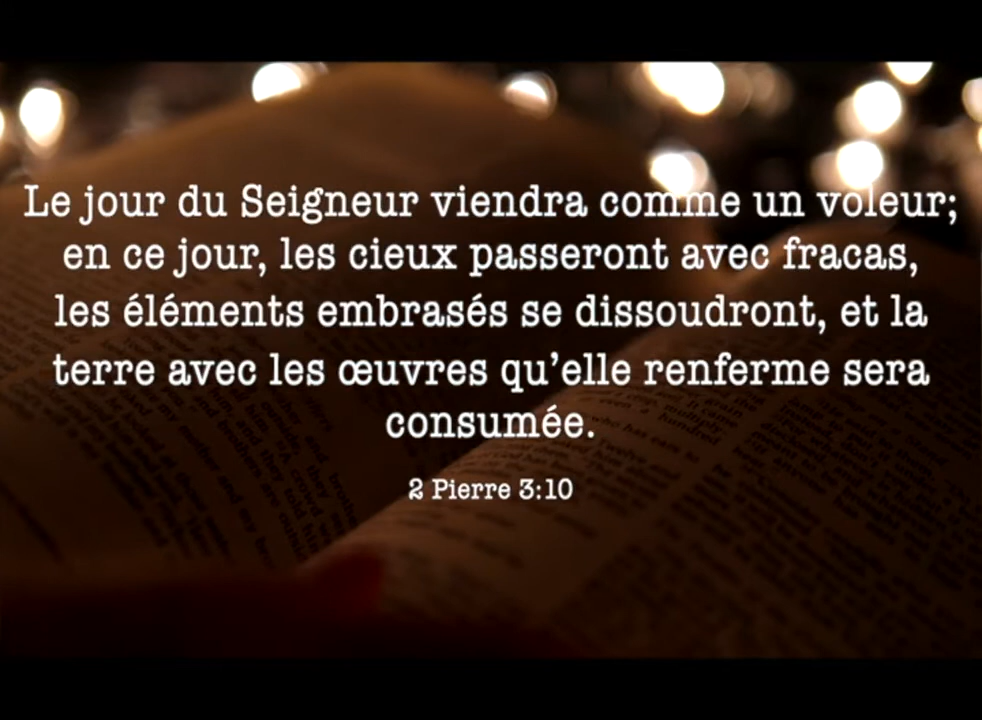 Le jour du Seigneur viendra comme un voleur;
en ce jour, les cieux passeront avec fracas,
les éléments embrasés se dissoudront, et la
terre avec les œuvres qu’elle renferme sera
consumée.
2 Pierre 3:10